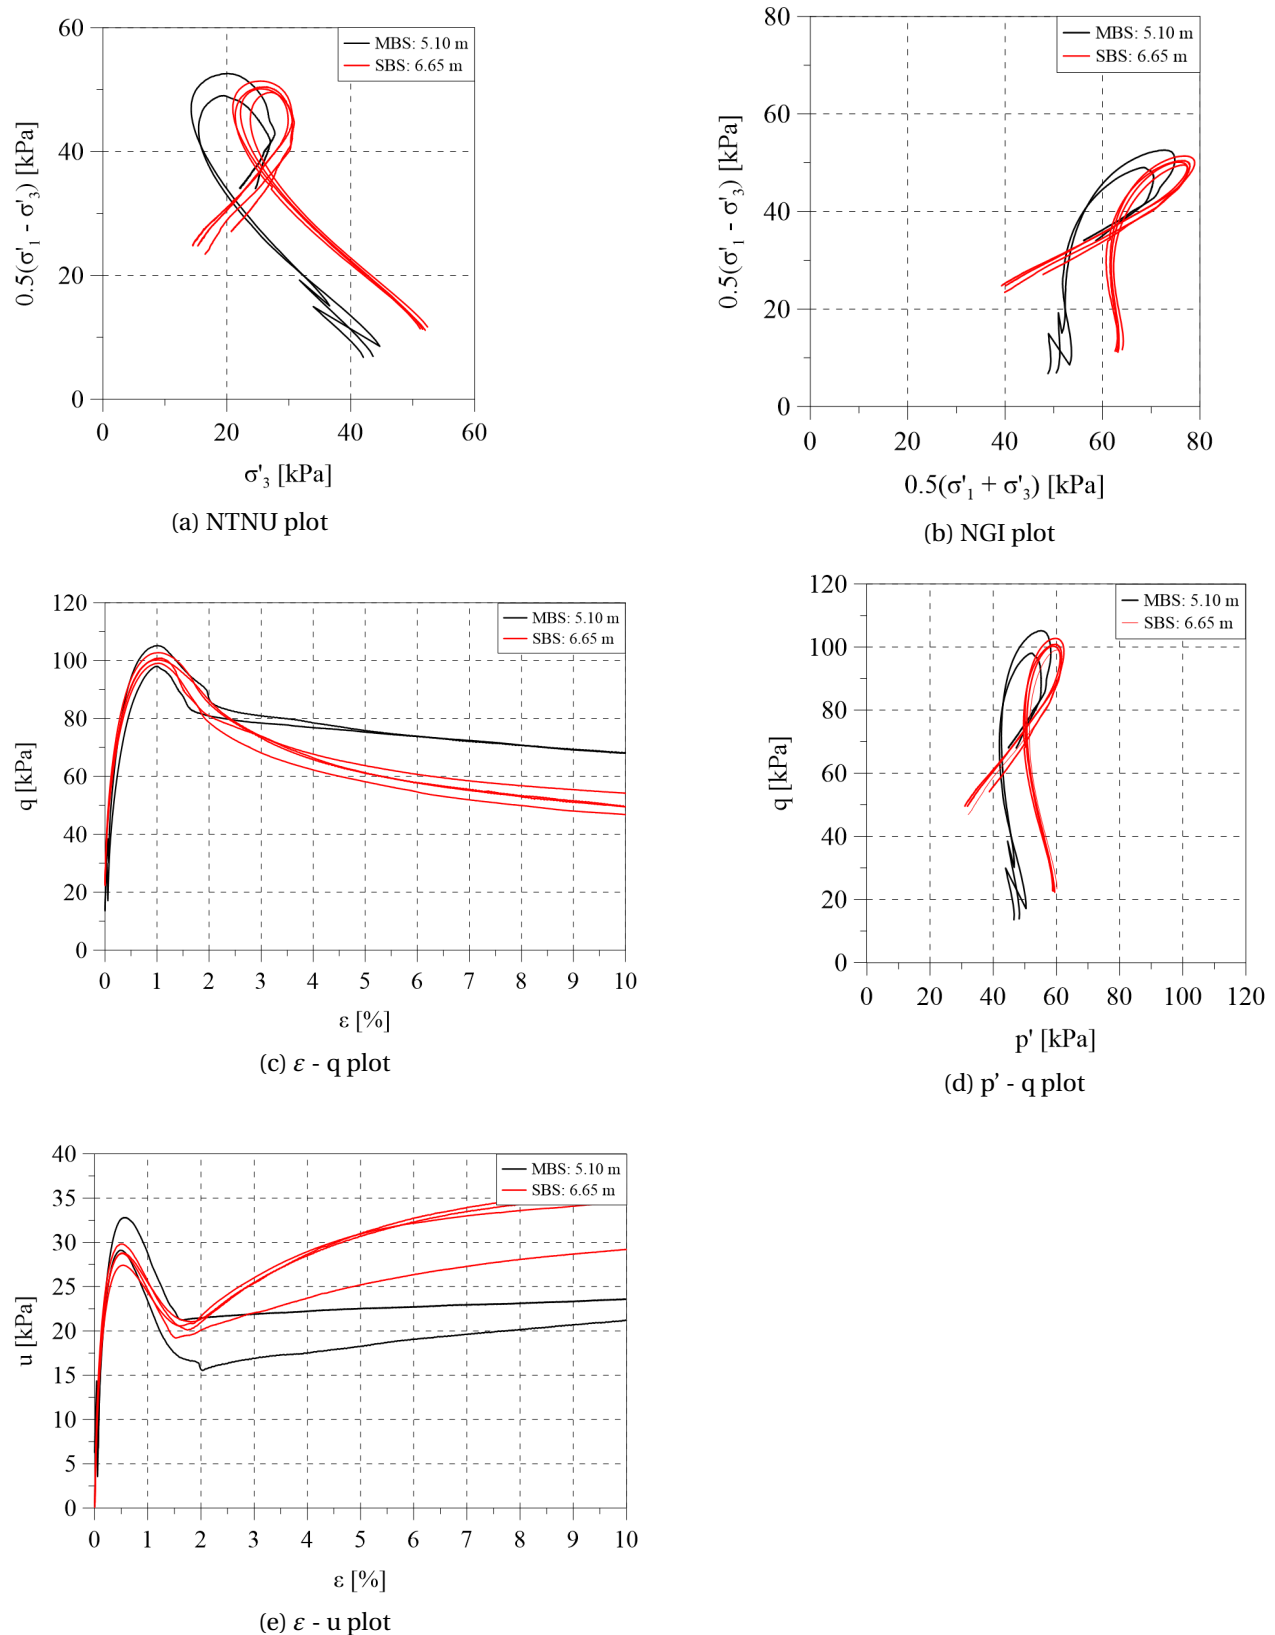 60
40
20
0
0
20
40
60
0.5(σ'1 - σ'3) [kPa]
σ'3 [kPa]
MBS: 5.10 m
SBS: 6.65 m
(a) NTNU plot
80
60
40
20
0
0
20
40
60
80
0.5(σ'1 - σ'3) [kPa]
0.5(σ'1 + σ'3) [kPa]
MBS: 5.10 m
SBS: 6.65 m
(b) NGI plot
120
100
80
60
40
20
0
0
1
2
3
4
5
6
7
8
9
10
q [kPa]
ε [%]
MBS: 5.10 m
SBS: 6.65 m
(c) ε - q plot
120
100
80
60
40
20
0
0
20
40
60
80
100
120
q [kPa]
p' [kPa]
MBS: 5.10 m
SBS: 6.65 m
(d) p’ - q plot
40
35
30
25
20
15
10
5
0
0
1
2
3
4
5
6
7
8
9
10
u [kPa]
ε [%]
MBS: 5.10 m
SBS: 6.65 m
(e) ε - u plot